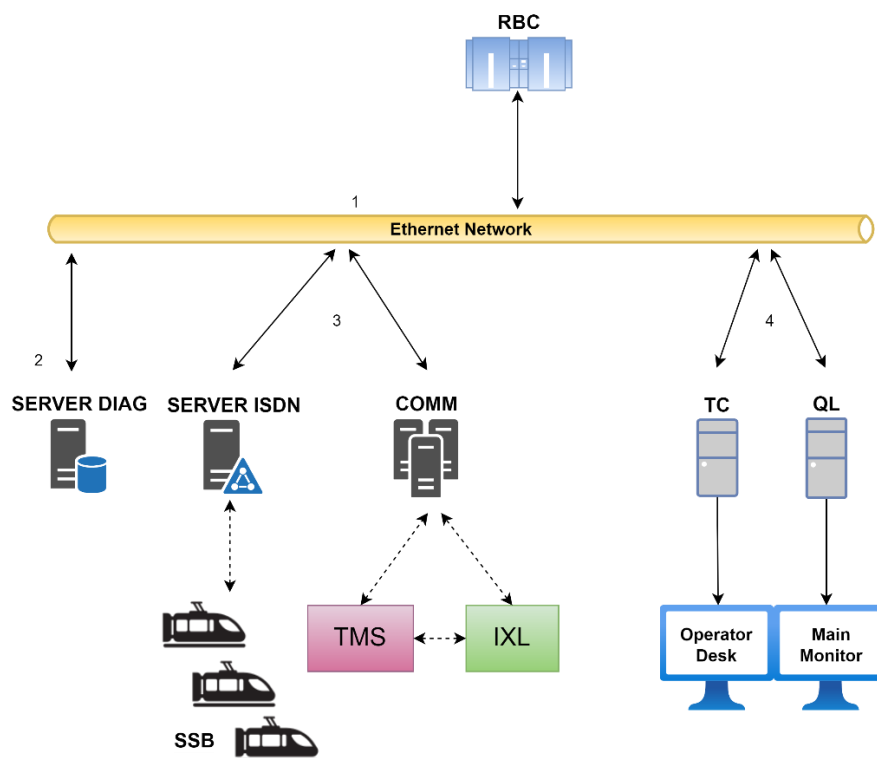 RBC
1
Ethernet Network
2
3
4
SERVER DIAG
SERVER ISDN
COMM
TC
QL
TMS
IXL
Operator
Desk
Main
Monitor
SSB